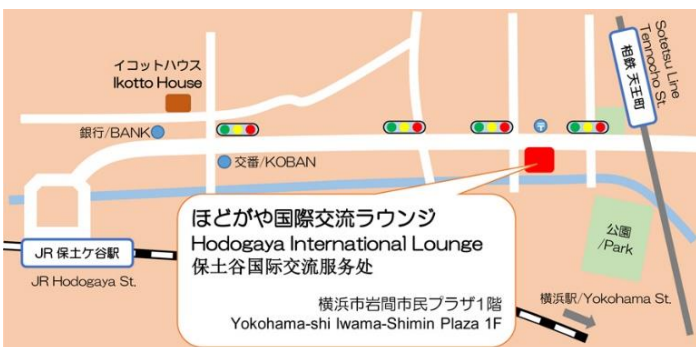 Sotetsu Line
Tennocho St.
相鉄 天王町
イコットハウス
Ikotto House
銀行/BANK
〒
交番/KOBAN
ほどがや国際交流ラウンジ
Hodogaya International Lounge
保土谷国际交流服务处
横浜市岩間市民プラザ1階
Yokohama-shi Iwama-Shimin Plaza 1F
公園
/Park
JR 保土ケ谷駅
JR Hodogaya St.
横浜駅/Yokohama St.